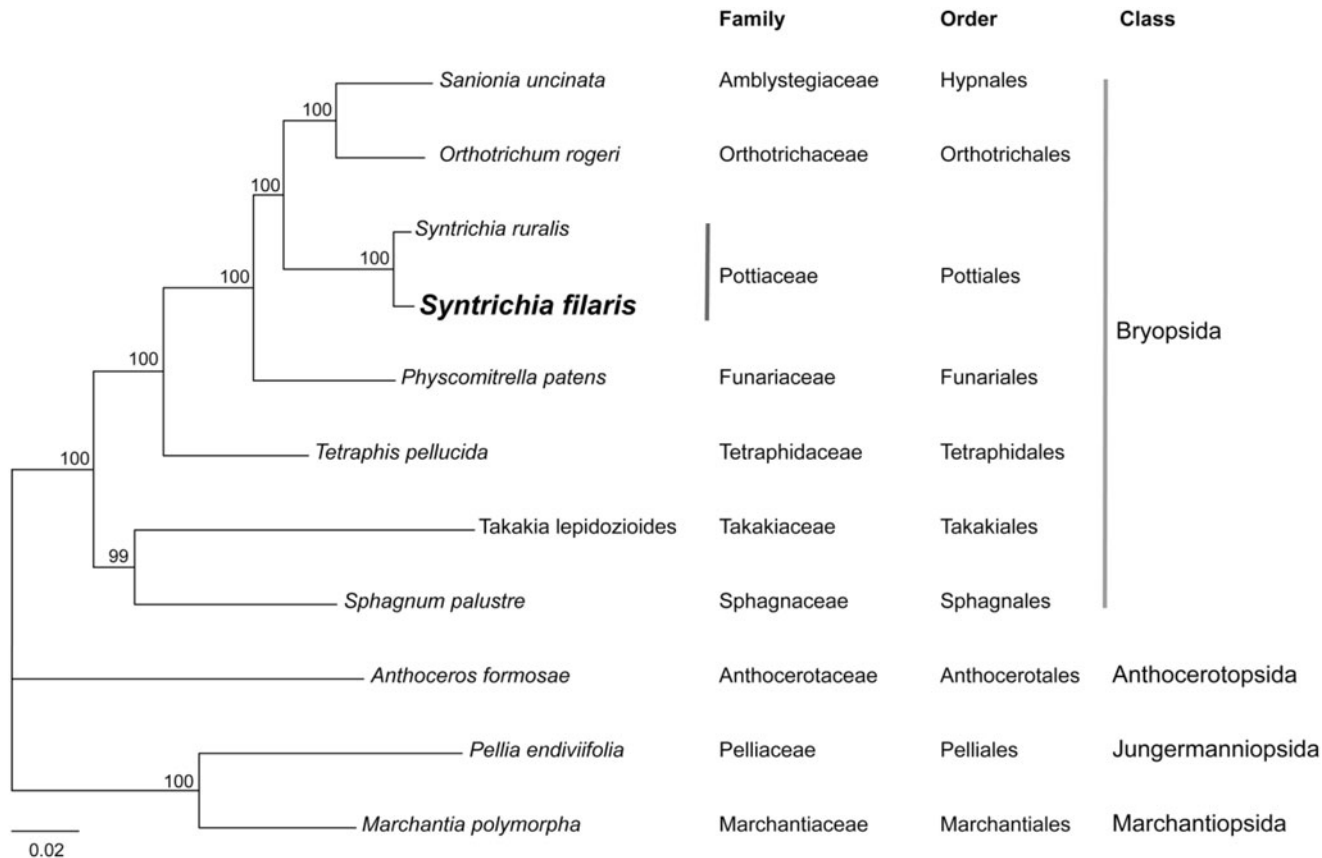 Family Order Class
Sanionia uncinata Amblystegiaceae Hypnales
100
Orthotrichum rogeri Orthotrichaceae Orthotrichales
100
Syntrichia ruralis
100
100 Pottiaceae Pottiales
Syntrichia filaris
Bryopsida
100
Physcomitrella patens Funariaceae Funariales
Tetraphis pellucida Tetraphidaceae Tetraphidales
100
Takakia lepidozioides Takakiaceae Takakiales
99
Sphagnum palustre Sphagnaceae Sphagnales
Anthoceros formosae Anthocerotaceae Anthocerotales Anthocerotopsida
Pellia endiviifolia Pelliaceae Pelliales Jungermanniopsida
100
Marchantia polymorpha Marchantiaceae Marchantiales Marchantiopsida
0.02